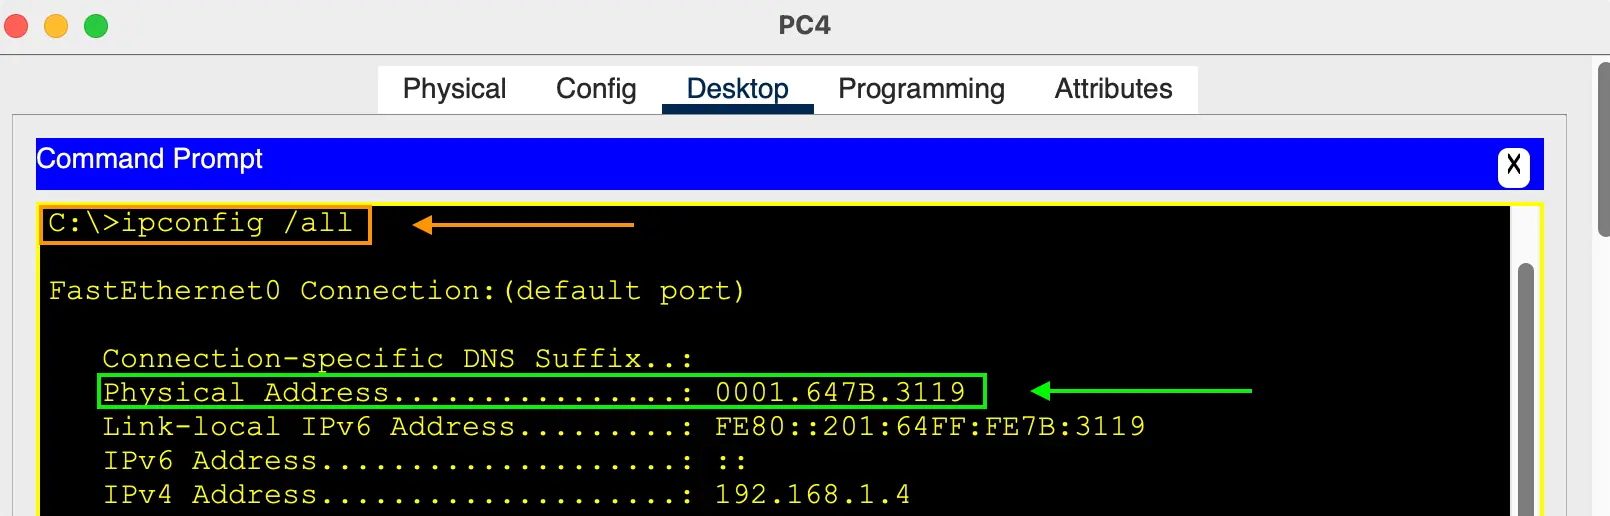 PC4
Physical Config Desktop Programming Attributes
Command Prompt X
C:\>ipconfig /all
FastEthernet0 Connection:(default port)
Connection-specific DNS Suffix..:
Physical Address................: 0001.647B.3119
Link-local IPv6 Address.........: FE80::201:64FF:FE7B:3119
IPv6 Address....................: ::
IPv4 Address....................: 192.168.1.4